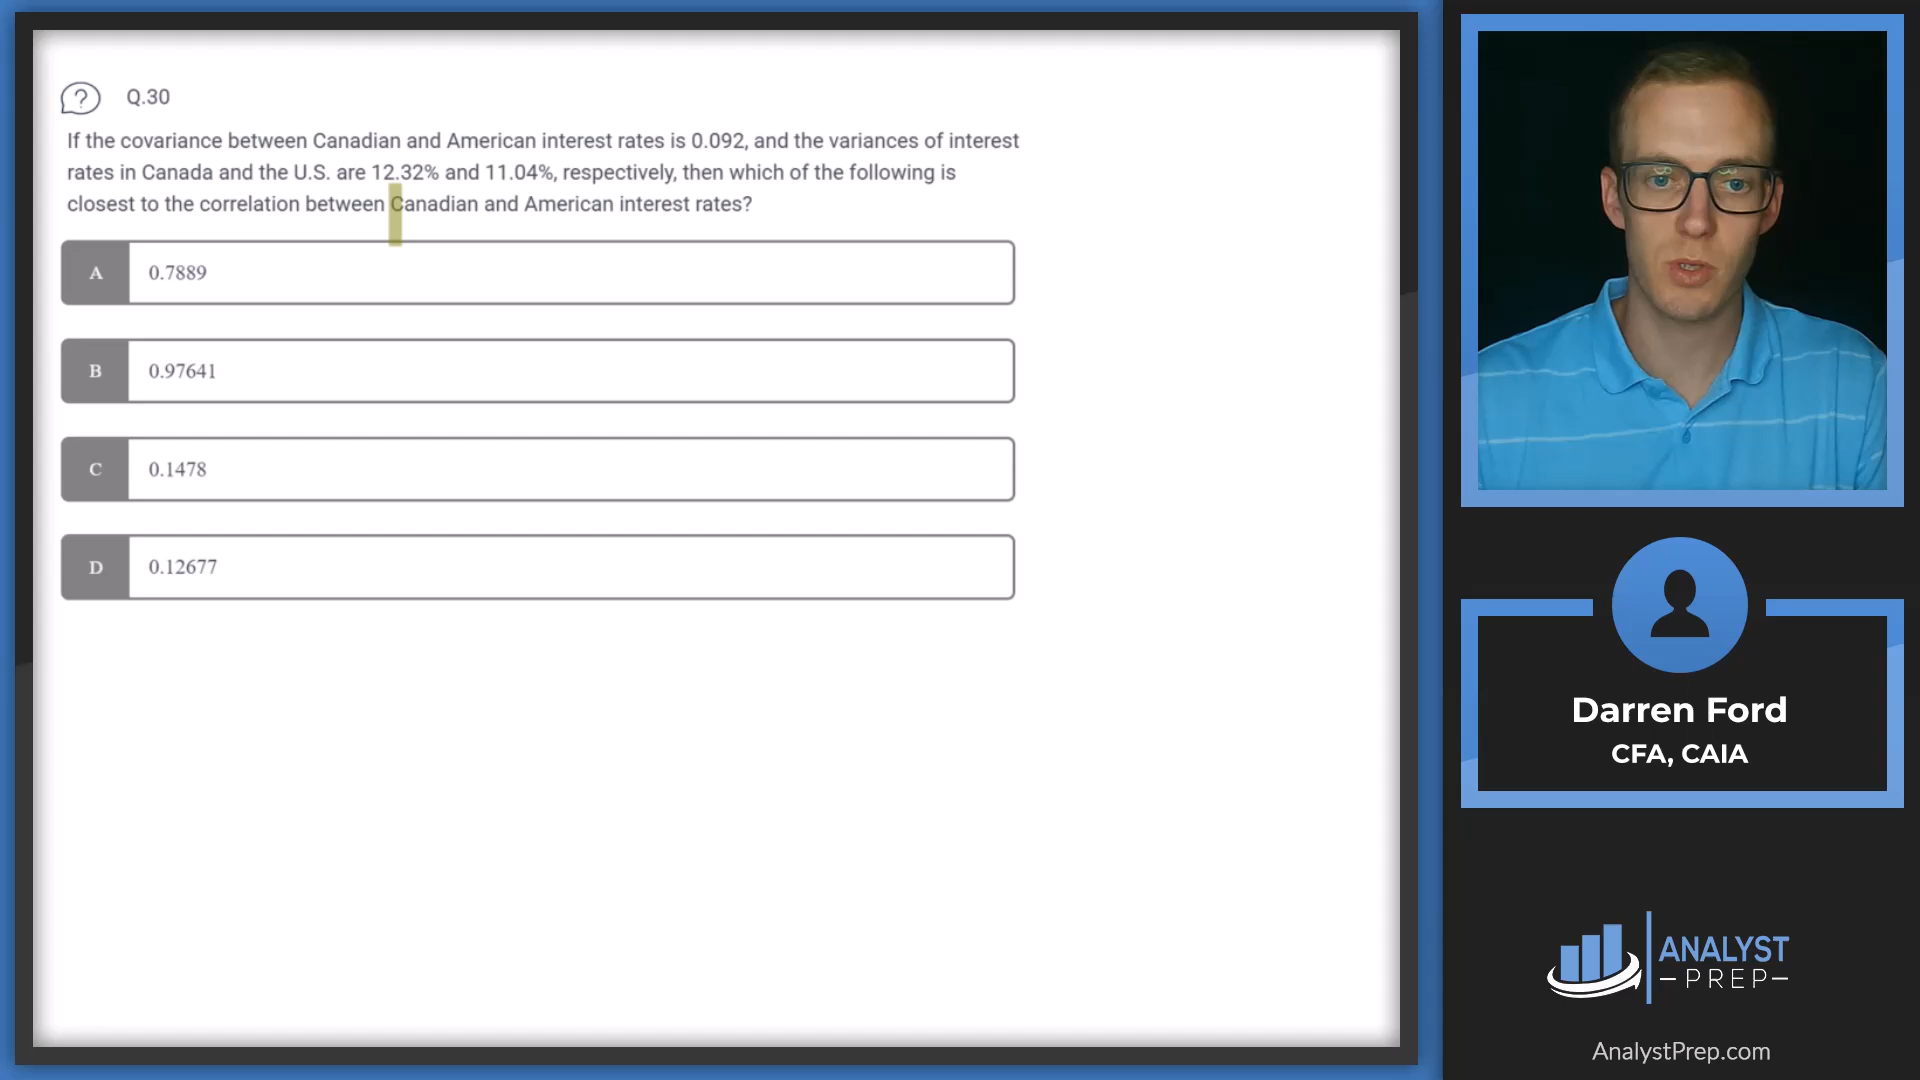 ?
Q.30
If the covariance between Canadian and American interest rates is 0.092, and the variances of interest
rates in Canada and the U.S. are 12.32% and 11.04%, respectively, then which of the following is
closest to the correlation between Canadian and American interest rates?
A
0.7889
B
0.97641
C
0.1478
D
0.12677
Darren Ford
CFA, CAIA
ANALYST
PREP
AnalystPrep.com